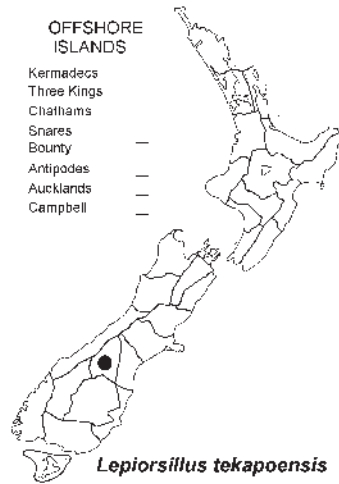 OFFSHORE
ISLANDS
Kermadecs
Three Kings
Chathams
Snares
Bounty
Antipodes
Aucklands
Campbell
Lepiorsillus tekapoensis